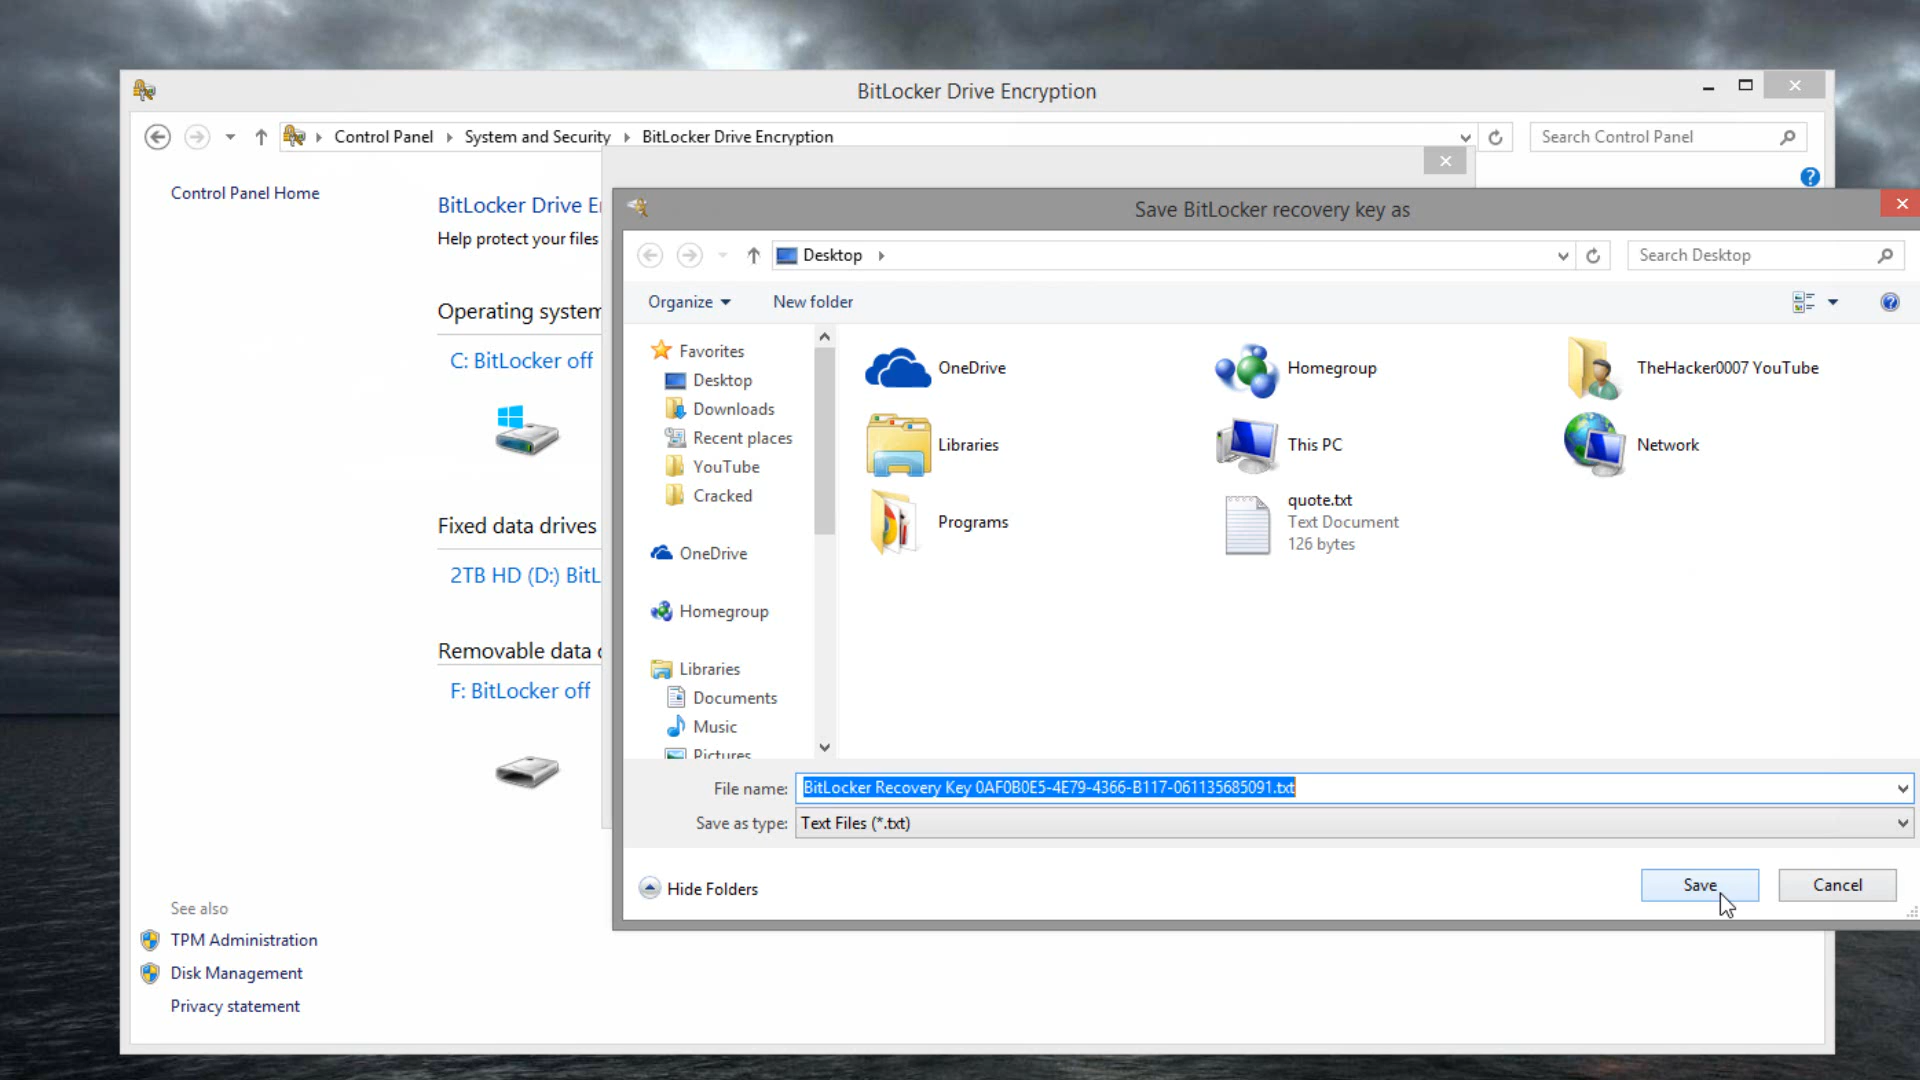 BitLocker Drive Encryption
Control Panel
System and Security
BitLocker Drive Encryption
Search Control Panel
Control Panel Home
BitLocker Drive
Help protect your files
Operating system
C: BitLocker off
Fixed data drives
2TB HD (D:)
Removable data
F: BitLocker off
See also
TPM Administration
Disk Management
Privacy statement
Save BitLocker recovery key as
Desktop
Search Desktop
Organize
New folder
Favorites
Desktop
Downloads
Recent places
YouTube
Cracked
OneDrive
Homegroup
Libraries
Documents
Music
Pictures
OneDrive
Homegroup
TheHacker0007 YouTube
Libraries
This PC
Network
Programs
quote.txt
Text Document
126 bytes
File name:
BitLocker Recovery Key 0AF0B0E5-4E79-4366-B117-061135685091.txt
Save as type:
Text Files (*.txt)
Hide Folders
Save
Cancel